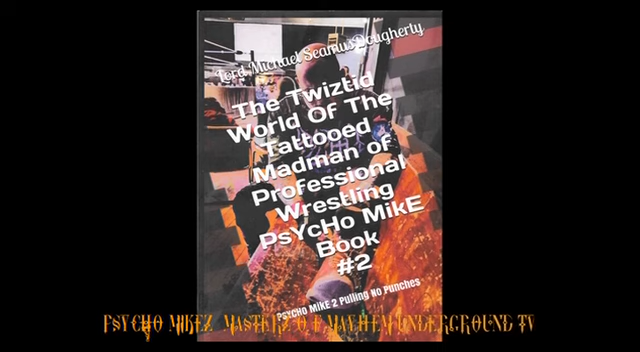 Lord Michael Seamus Dougherty
The Twiztid
World Of The
Tattooed
Madman of
Professional
Wrestling
PsYcHo MikE
Book
#2
PsYCHO MiKE 2 Pulling NO Punches
PSYCHO MIKEZ MASTERZ O F MAYHEM UNDERGROUND TV